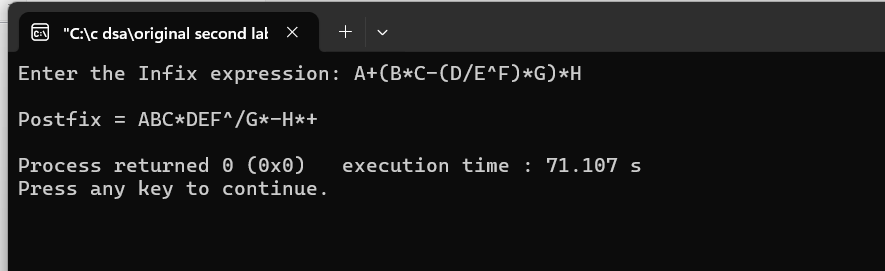 "C:\c dsa\original second lab
Enter the Infix expression: A+(B*C-(D/E^F)*G)*H
Postfix = ABC*DEF^/G*-H*+
Process returned 0 (0x0)   execution time : 71.107 s
Press any key to continue.